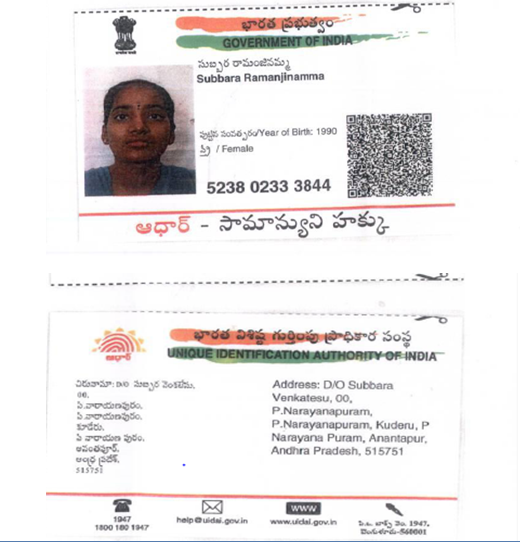 భారత ప్రభుత్వం
GOVERNMENT OF INDIA
సుబ్బర రామంజినమ్మ
Subbara Ramanjinamma
పుట్టిన సంవత్సరం/Year of Birth: 1990
స్త్రీ / Female
5238 0233 3844
ఆధార్ - సామాన్యుని హక్కు
భారత విశిష్ట గుర్తింపు ప్రాధికార సంస్థ
ఆధార్
UNIQUE IDENTIFICATION AUTHORITY OF INDIA
చిరునామా: D/O సుబ్బర వెంకటేసు,
00,
పి.నారాయణపురం,
పి.నారాయణపురం,
కూడేరు,
పి నారాయణ పురం,
అనంతపూర్,
ఆంధ్ర ప్రదేశ్,
515751
Address: D/O Subbara
Venkatesu, 00,
P.Narayanapuram,
P.Narayanapuram, Kuderu, P
Narayana Puram, Anantapur,
Andhra Pradesh, 515751
1947
1800 180 1947
help@uidai.gov.in
WWW
www.uidai.gov.in
పి.ఒ. బాక్స్ నెం. 1947,
బెంగుళూరు-560001